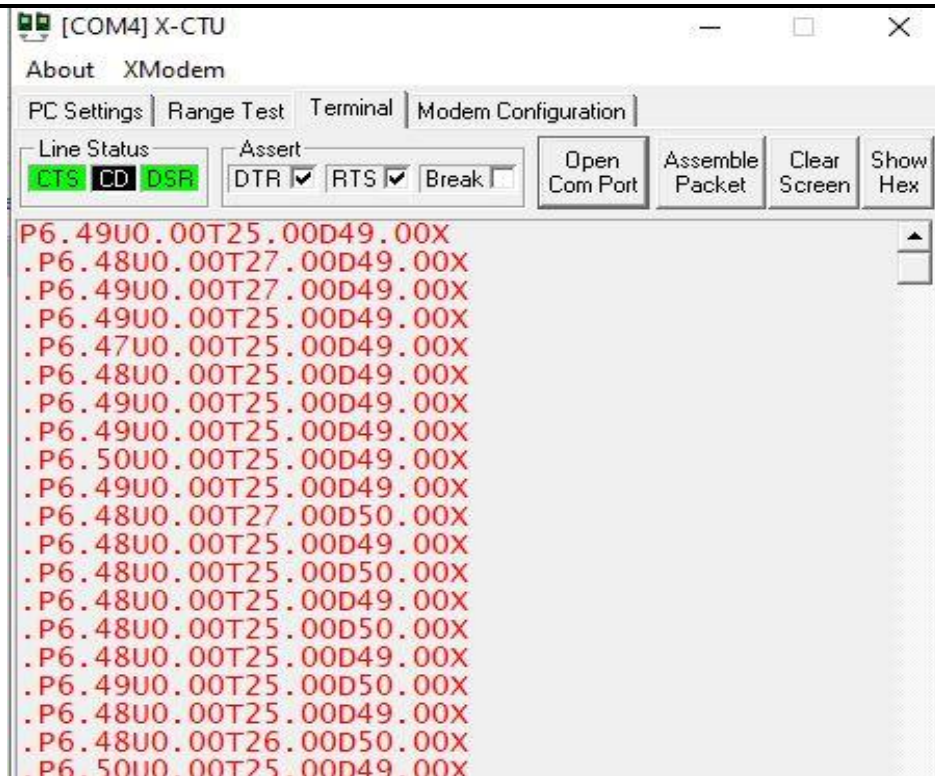 [COM4] X-CTU
About XModem
PC Settings Range Test Terminal Modem Configuration
Line Status Assert
CTS CD DSR DTR RTS Break Open Com Port Assemble Packet Clear Screen Show Hex
P6.49U0.00T25.00D49.00X
.P6.48U0.00T27.00D49.00X
.P6.49U0.00T27.00D49.00X
.P6.49U0.00T25.00D49.00X
.P6.47U0.00T25.00D49.00X
.P6.48U0.00T25.00D49.00X
.P6.49U0.00T25.00D49.00X
.P6.49U0.00T25.00D49.00X
.P6.50U0.00T25.00D49.00X
.P6.49U0.00T25.00D49.00X
.P6.48U0.00T27.00D50.00X
.P6.48U0.00T25.00D49.00X
.P6.48U0.00T25.00D50.00X
.P6.48U0.00T25.00D49.00X
.P6.48U0.00T25.00D50.00X
.P6.48U0.00T25.00D49.00X
.P6.49U0.00T25.00D50.00X
.P6.48U0.00T25.00D49.00X
.P6.48U0.00T26.00D50.00X
.P6.50U0.00T25.00D49.00X